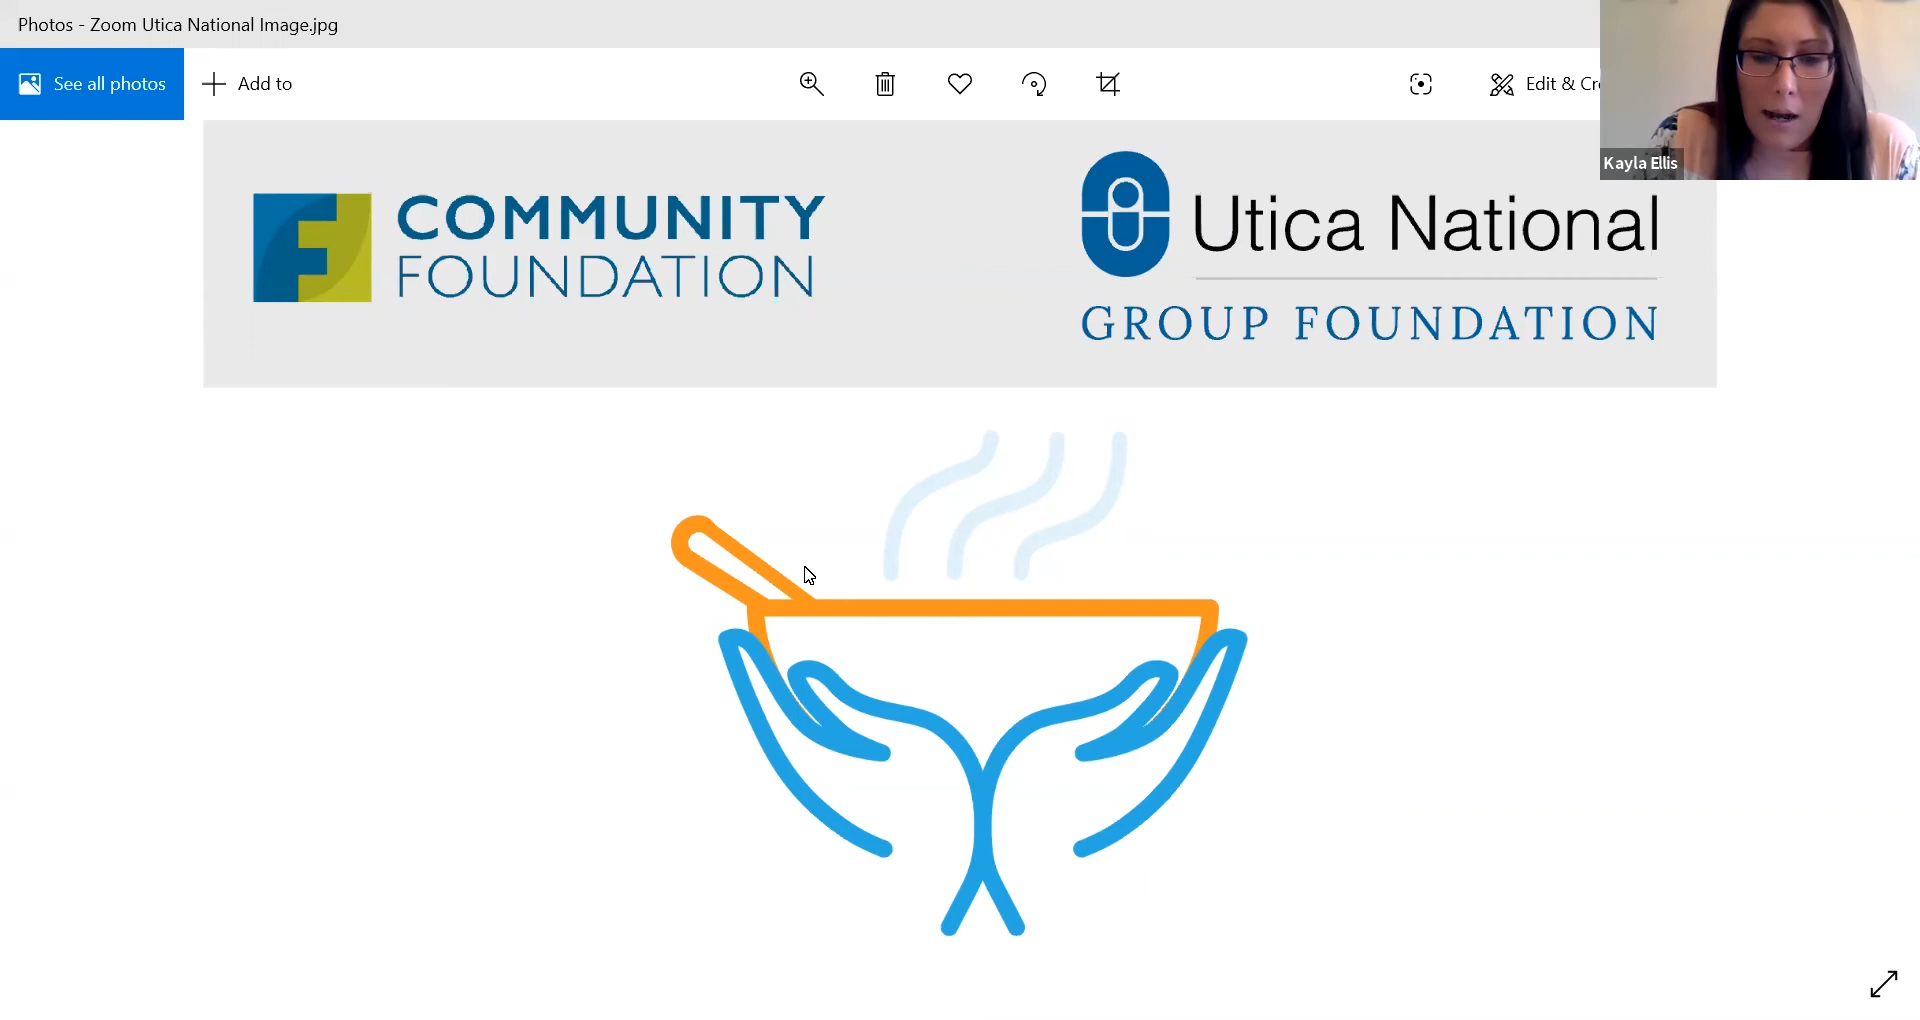 Photos - Zoom Utica National Image.jpg
See all photos
Add to
Edit & Cr
Kayla Ellis
COMMUNITY
FOUNDATION
Utica National
GROUP FOUNDATION